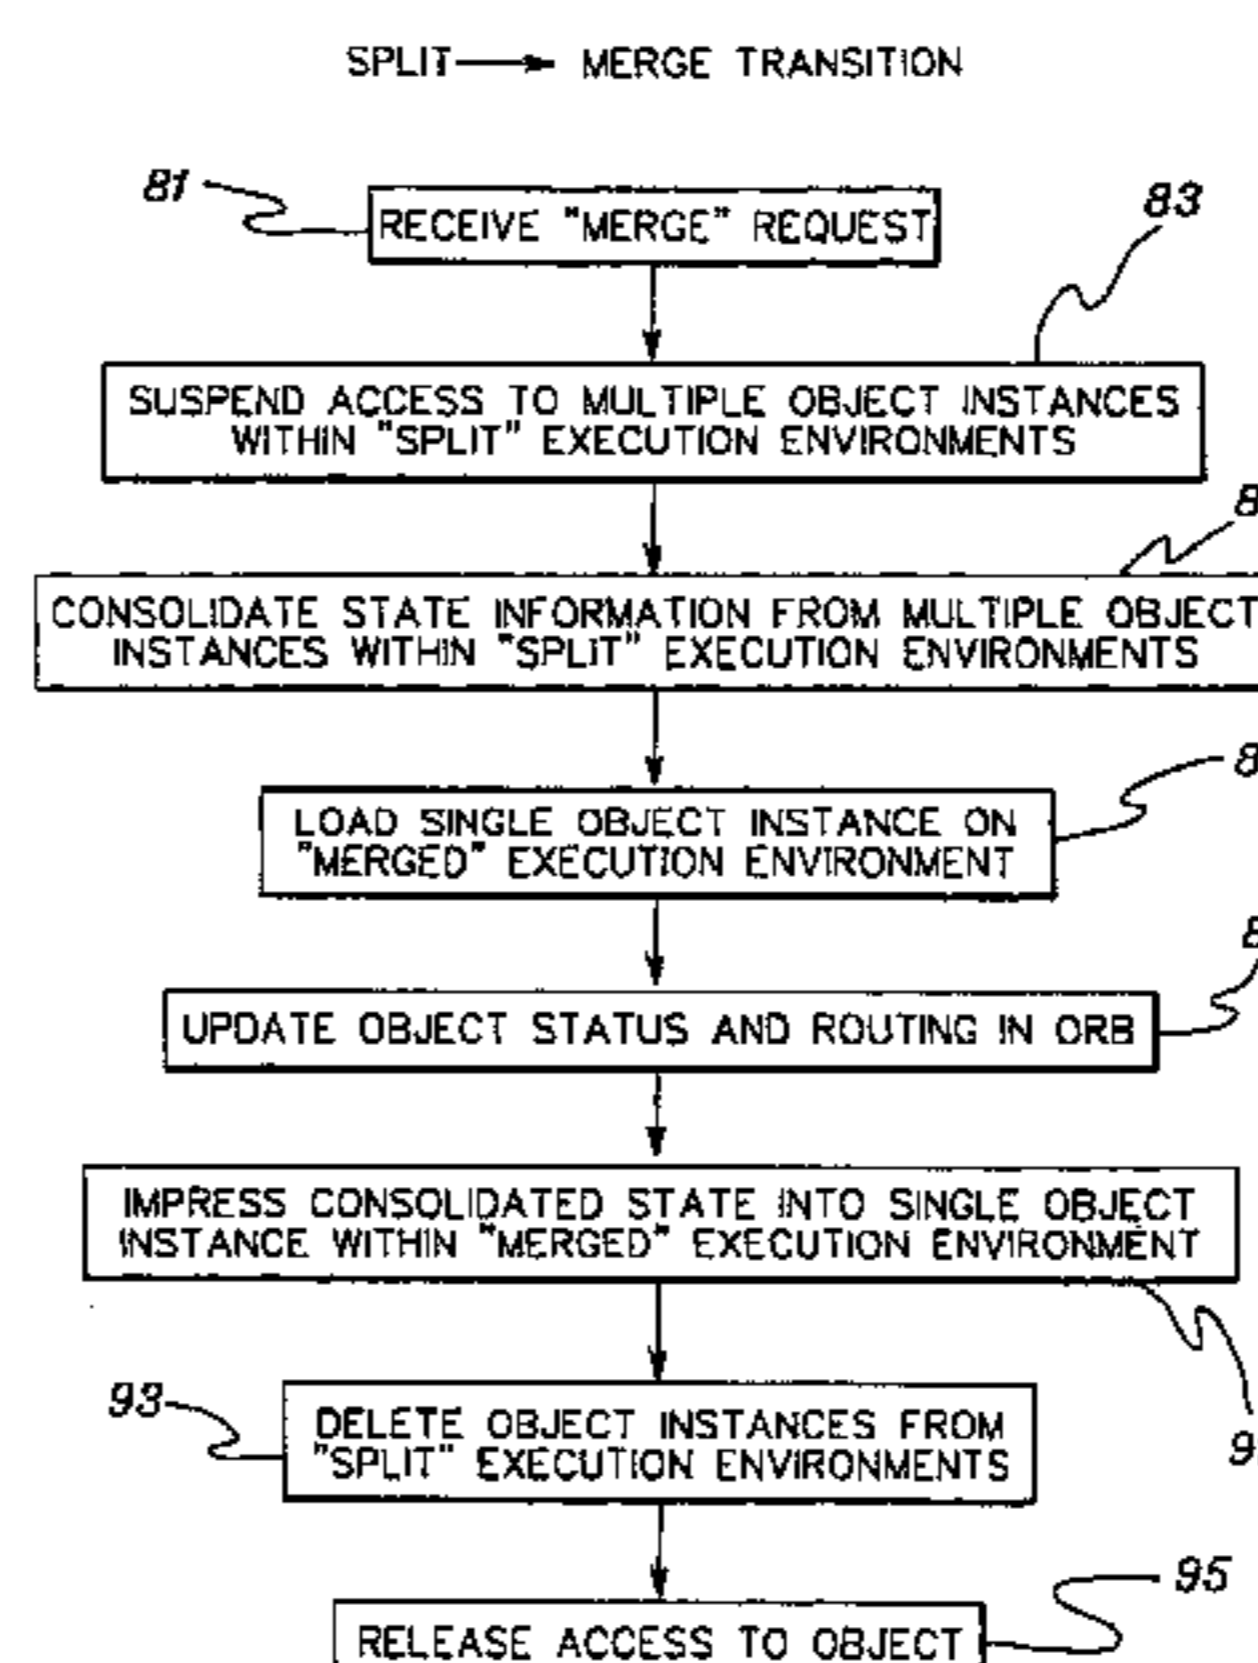 SPLIT → MERGE TRANSITION
81
RECEIVE "MERGE" REQUEST
83
SUSPEND ACCESS TO MULTIPLE OBJECT INSTANCES
WITHIN "SPLIT" EXECUTION ENVIRONMENTS
CONSOLIDATE STATE INFORMATION FROM MULTIPLE OBJECT
INSTANCES WITHIN "SPLIT" EXECUTION ENVIRONMENTS
LOAD SINGLE OBJECT INSTANCE ON
"MERGED" EXECUTION ENVIRONMENT
UPDATE OBJECT STATUS AND ROUTING IN ORB
IMPRESS CONSOLIDATED STATE INTO SINGLE OBJECT
INSTANCE WITHIN "MERGED" EXECUTION ENVIRONMENT
93
DELETE OBJECT INSTANCES FROM
"SPLIT" EXECUTION ENVIRONMENTS
95
RELEASE ACCESS TO OBJECT